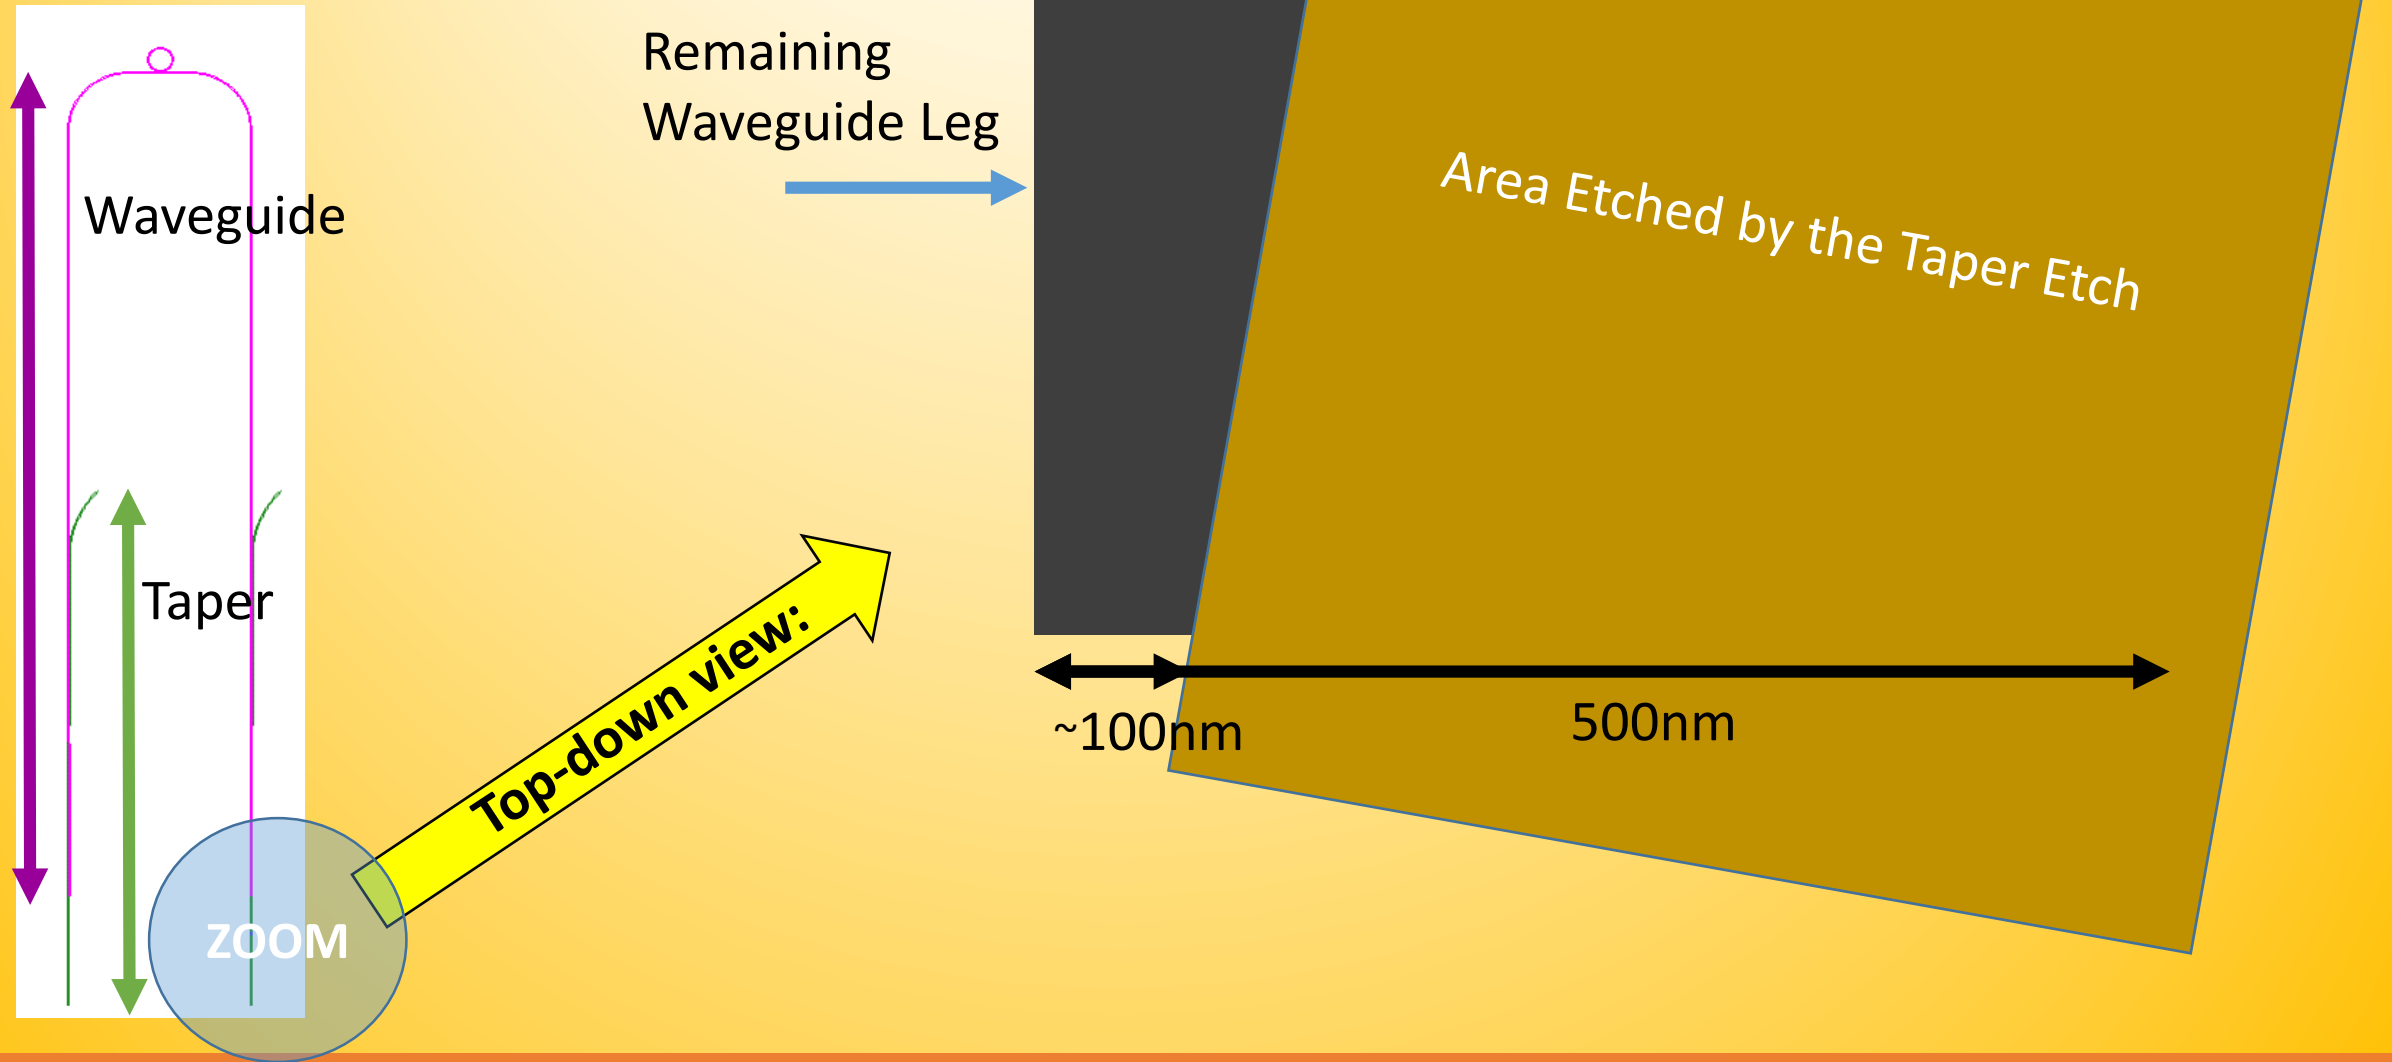 Remaining
Waveguide Leg
Waveguide
Area Etched by the Taper Etch
Taper
Top-down view:
~100nm
500nm
ZOOM